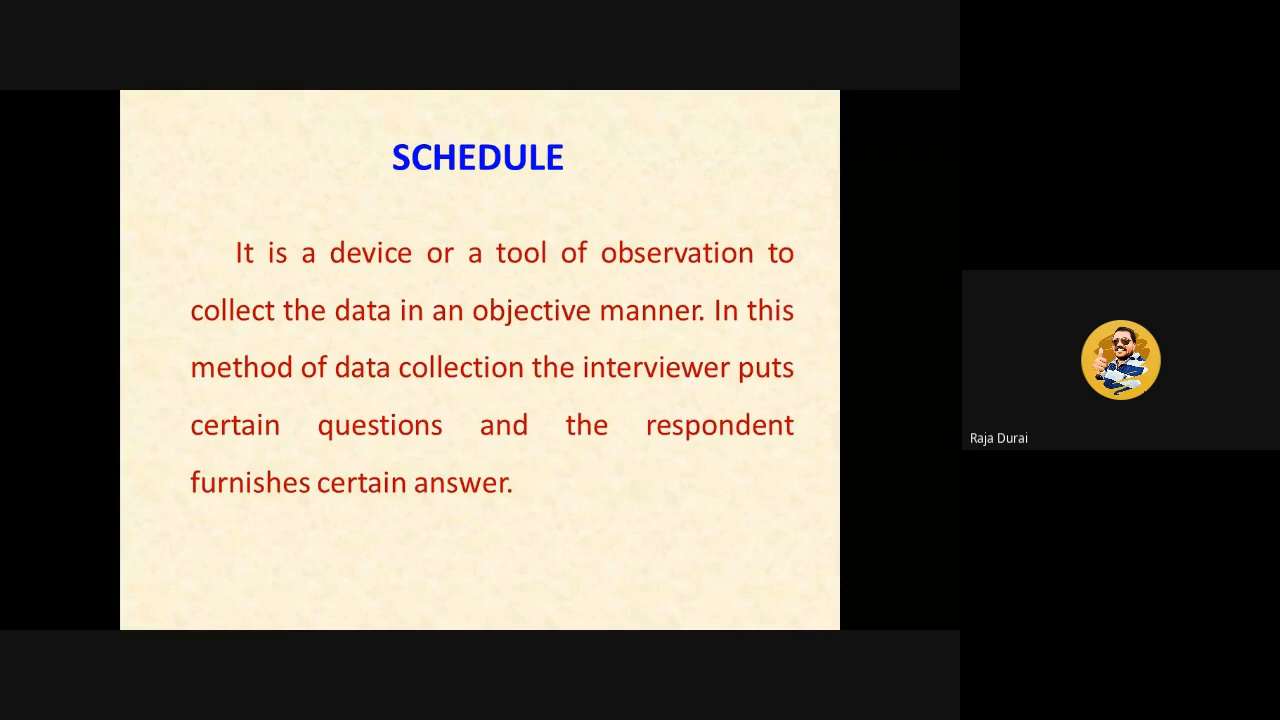 SCHEDULE
It is a device or a tool of observation to
collect the data in an objective manner. In this
method of data collection the interviewer puts
certain questions and the respondent
furnishes certain answer.
Raja Durai